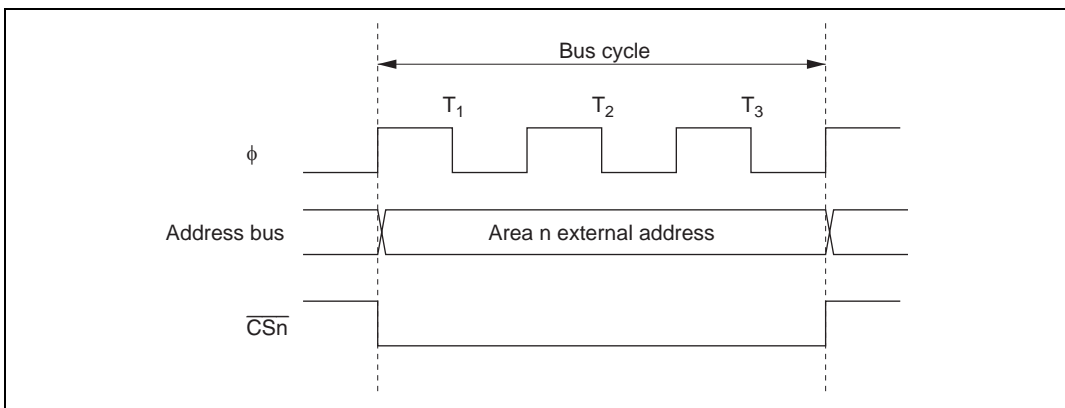 Bus cycle
T1 T2 T3
ϕ
Address bus Area n external address
CSn